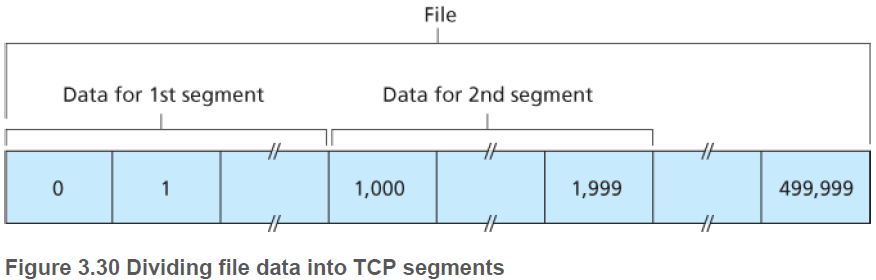 File
Data for 1st segment Data for 2nd segment
0 1 1,000 1,999 499,999
Figure 3.30 Dividing file data into TCP segments